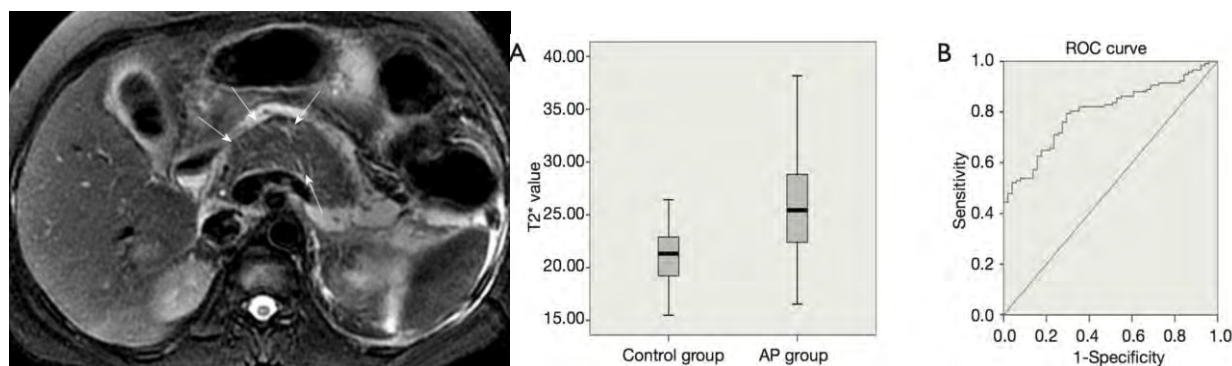 A
T2* value
40.00
35.00
30.00
25.00
20.00
15.00
Control group
AP group
B
ROC curve
Sensitivity
1.0
0.8
0.6
0.4
0.2
0.0
0.0 0.2 0.4 0.6 0.8 1.0
1-Specificity